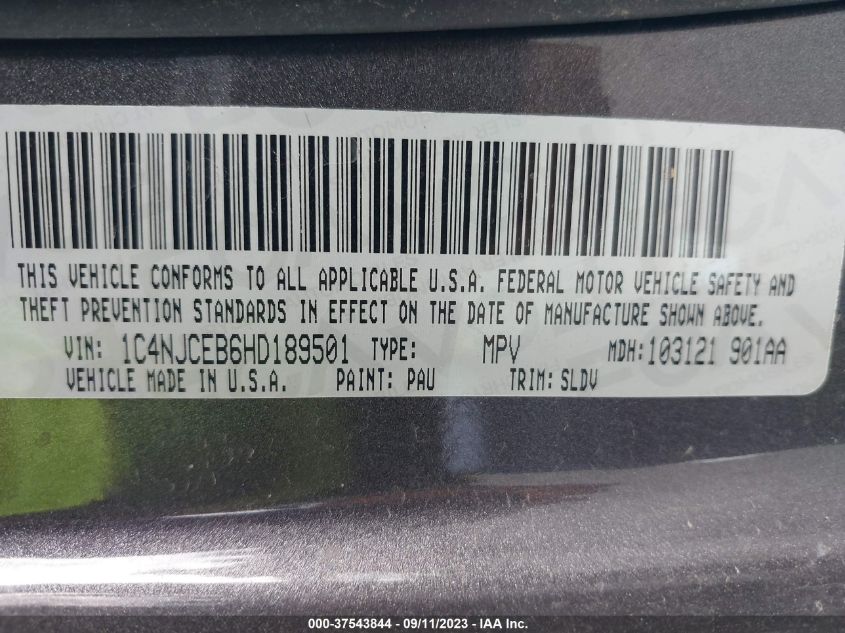 THIS VEHICLE CONFORMS TO ALL APPLICABLE U.S.A. FEDERAL MOTOR VEHICLE SAFETY AND
THEFT PREVENTION STANDARDS IN EFFECT ON THE DATE OF MANUFACTURE SHOWN ABOVE.
VIN: 1C4NJCEB6HD189501 TYPE: MPV MDH:103121 901AA
VEHICLE MADE IN U.S.A. PAINT: PAU TRIM: SLDV
000-37543844 / 09/11/2023 - IAA Inc.